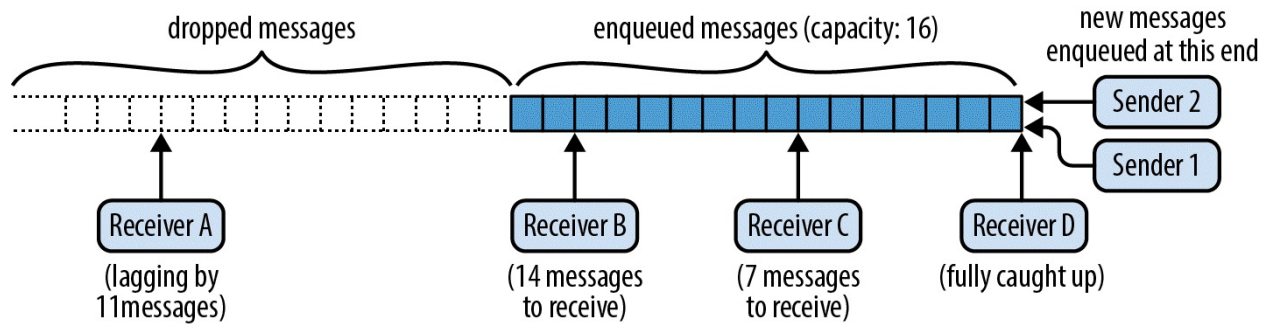 dropped messages
enqueued messages (capacity: 16)
new messages
enqueued at this end
Sender 2
Sender 1
Receiver A
Receiver B
Receiver C
Receiver D
(lagging by
11messages)
(14 messages
to receive)
(7 messages
to receive)
(fully caught up)